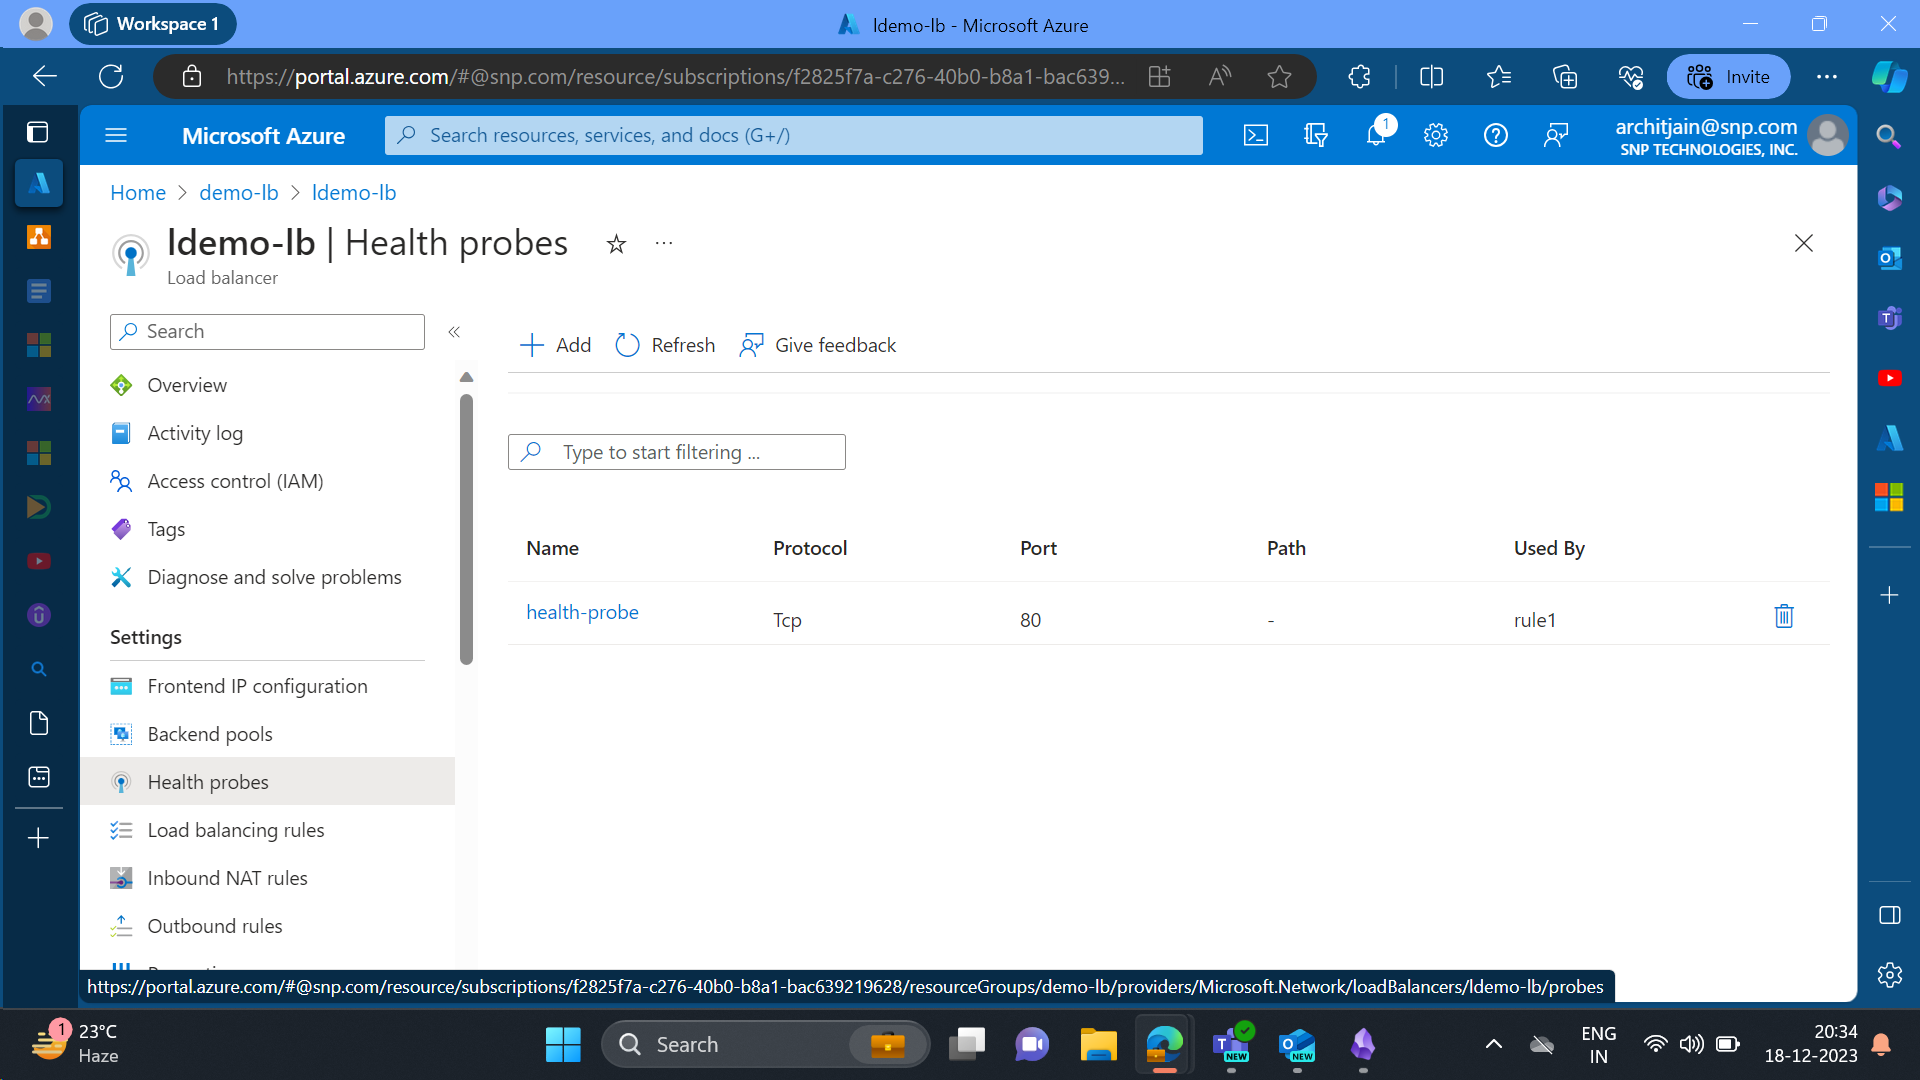 Workspace 1
ldemo-lb - Microsoft Azure
https://portal.azure.com/#@snp.com/resource/subscriptions/f2825f7a-c276-40b0-b8a1-bac639...
Invite
Microsoft Azure
Search resources, services, and docs (G+/)
1
architjain@snp.com
SNP TECHNOLOGIES, INC.
Home > demo-lb > ldemo-lb
ldemo-lb | Health probes
Load balancer
Search
Add
Refresh
Give feedback
Overview
Activity log
Access control (IAM)
Tags
Diagnose and solve problems
Settings
Frontend IP configuration
Backend pools
Health probes
Load balancing rules
Inbound NAT rules
Outbound rules
Type to start filtering ...
Name Protocol Port Path Used By
health-probe Tcp 80 - rule1
https://portal.azure.com/#@snp.com/resource/subscriptions/f2825f7a-c276-40b0-b8a1-bac639219628/resourceGroups/demo-lb/providers/Microsoft.Network/loadBalancers/ldemo-lb/probes
1
23°C
Haze
Search
NEW
NEW
ENG
IN
20:34
18-12-2023